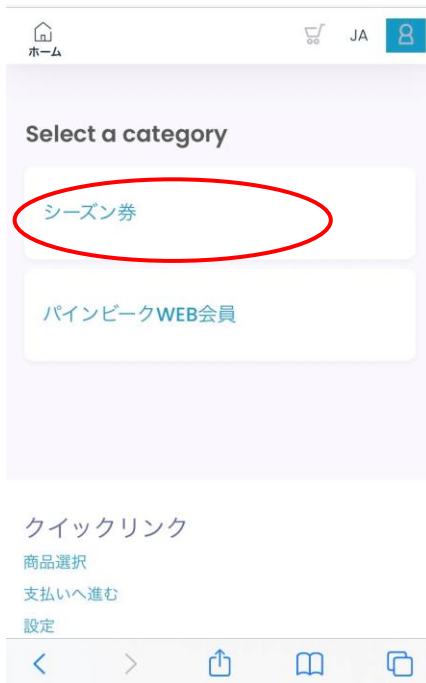 ホーム
JA
Select a category
シーズン券
パインビークWEB会員
クイックリンク
商品選択
支払いへ進む
設定